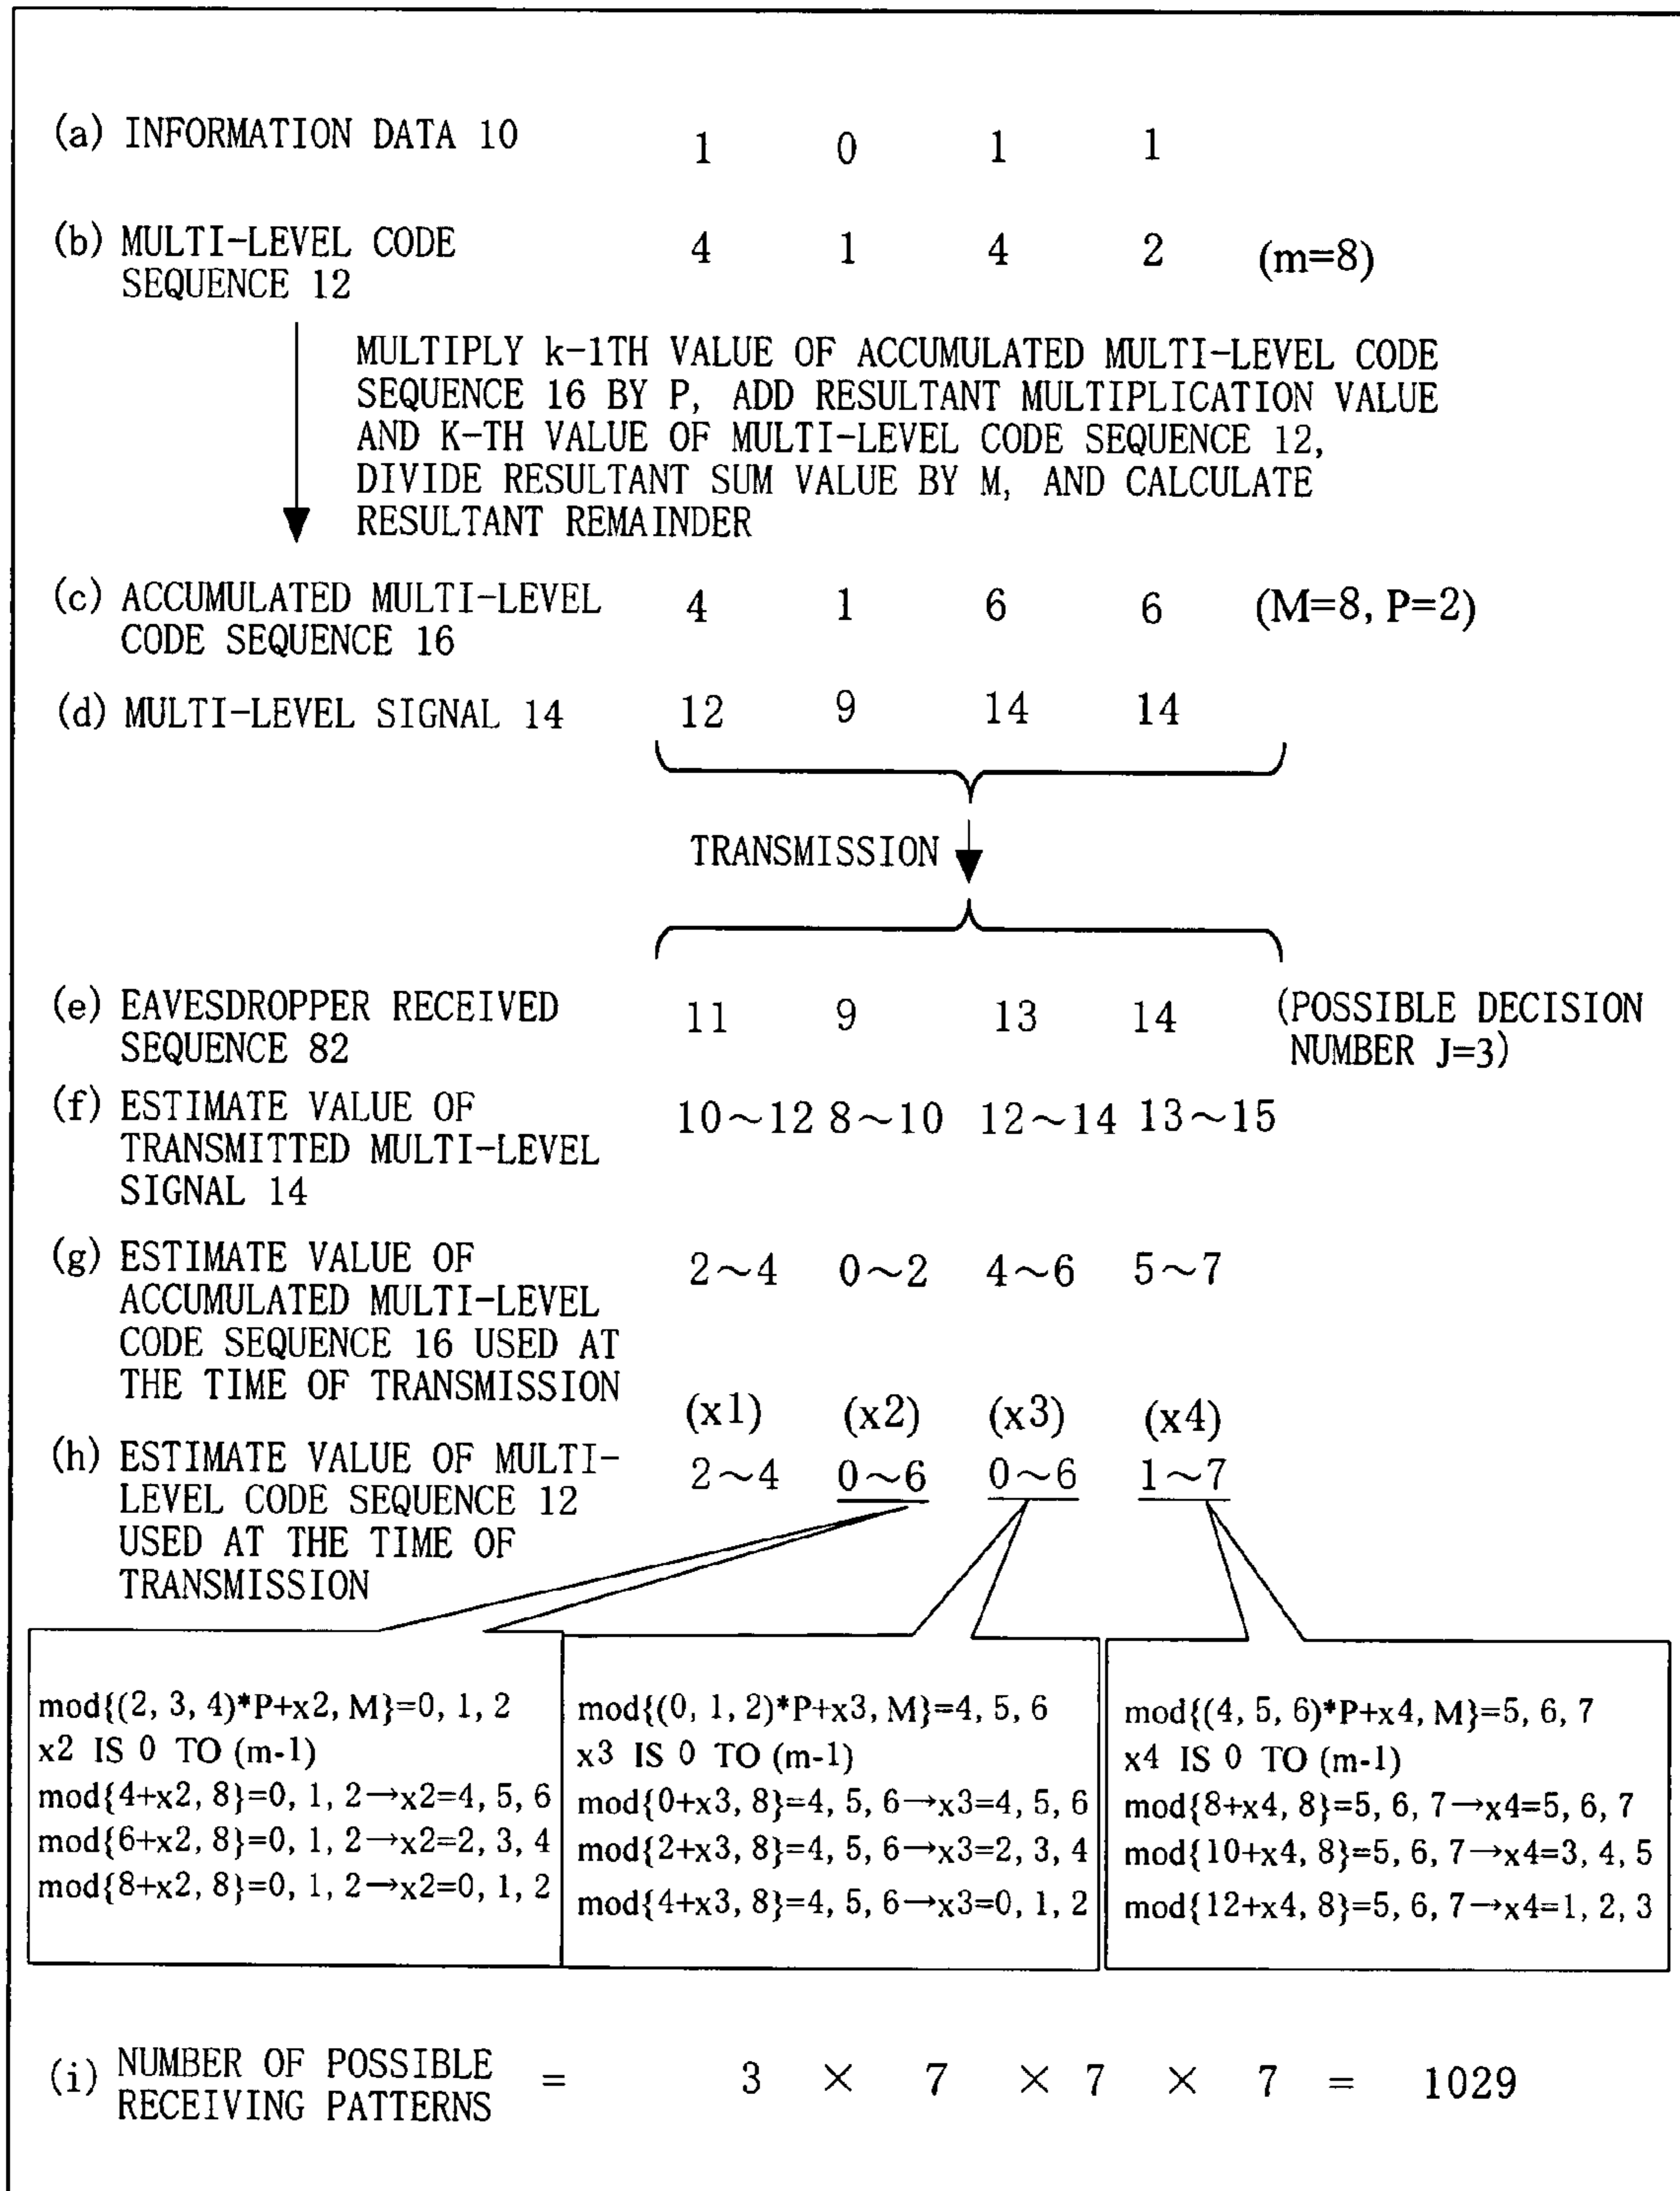 (a) INFORMATION DATA 10 1 0 1 1
(b) MULTI-LEVEL CODE 4 1 4 2 (m=8)
SEQUENCE 12
MULTIPLY k-1TH VALUE OF ACCUMULATED MULTI-LEVEL CODE
SEQUENCE 16 BY P, ADD RESULTANT MULTIPLICATION VALUE
AND K-TH VALUE OF MULTI-LEVEL CODE SEQUENCE 12,
DIVIDE RESULTANT SUM VALUE BY M, AND CALCULATE
RESULTANT REMAINDER
(c) ACCUMULATED MULTI-LEVEL 4 1 6 6 (M=8, P=2)
CODE SEQUENCE 16
(d) MULTI-LEVEL SIGNAL 14 12 9 14 14
TRANSMISSION
(e) EAVESDROPPER RECEIVED 11 9 13 14 (POSSIBLE DECISION
SEQUENCE 82 NUMBER J=3)
(f) ESTIMATE VALUE OF 10~12 8~10 12~14 13~15
TRANSMITTED MULTI-LEVEL
SIGNAL 14
(g) ESTIMATE VALUE OF 2~4 0~2 4~6 5~7
ACCUMULATED MULTI-LEVEL
CODE SEQUENCE 16 USED AT
THE TIME OF TRANSMISSION
(x1) (x2) (x3) (x4)
(h) ESTIMATE VALUE OF MULTI- 2~4 0~6 0~6 1~7
LEVEL CODE SEQUENCE 12
USED AT THE TIME OF
TRANSMISSION
mod{(2, 3, 4)*P+x2, M}=0, 1, 2
x2 IS 0 TO (m-1)
mod{4+x2, 8}=0, 1, 2→x2=4, 5, 6
mod{6+x2, 8}=0, 1, 2→x2=2, 3, 4
mod{8+x2, 8}=0, 1, 2→x2=0, 1, 2
mod{(0, 1, 2)*P+x3, M}=4, 5, 6
x3 IS 0 TO (m-1)
mod{0+x3, 8}=4, 5, 6→x3=4, 5, 6
mod{2+x3, 8}=4, 5, 6→x3=2, 3, 4
mod{4+x3, 8}=4, 5, 6→x3=0, 1, 2
mod{(4, 5, 6)*P+x4, M}=5, 6, 7
x4 IS 0 TO (m-1)
mod{8+x4, 8}=5, 6, 7→x4=5, 6, 7
mod{10+x4, 8}=5, 6, 7→x4=3, 4, 5
mod{12+x4, 8}=5, 6, 7→x4=1, 2, 3
(i) NUMBER OF POSSIBLE = 3 × 7 × 7 × 7 = 1029
RECEIVING PATTERNS